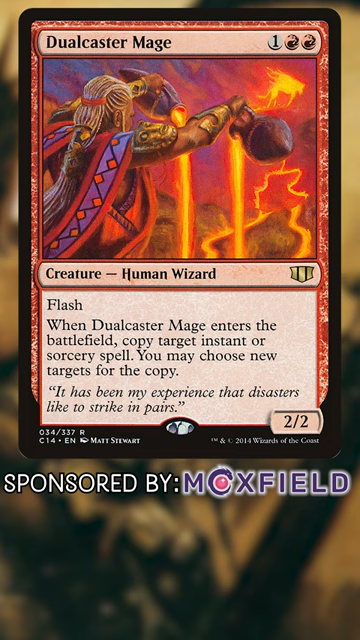 Dualcaster Mage 1
Creature — Human Wizard
Flash
When Dualcaster Mage enters the
battlefield, copy target instant or
sorcery spell. You may choose new
targets for the copy.
“It has been my experience that disasters
like to strike in pairs.”
2/2
034/337 R
C14 • EN Matt Stewart ™ & © 2014 Wizards of the Coast
SPONSORED BY: MOXFIELD